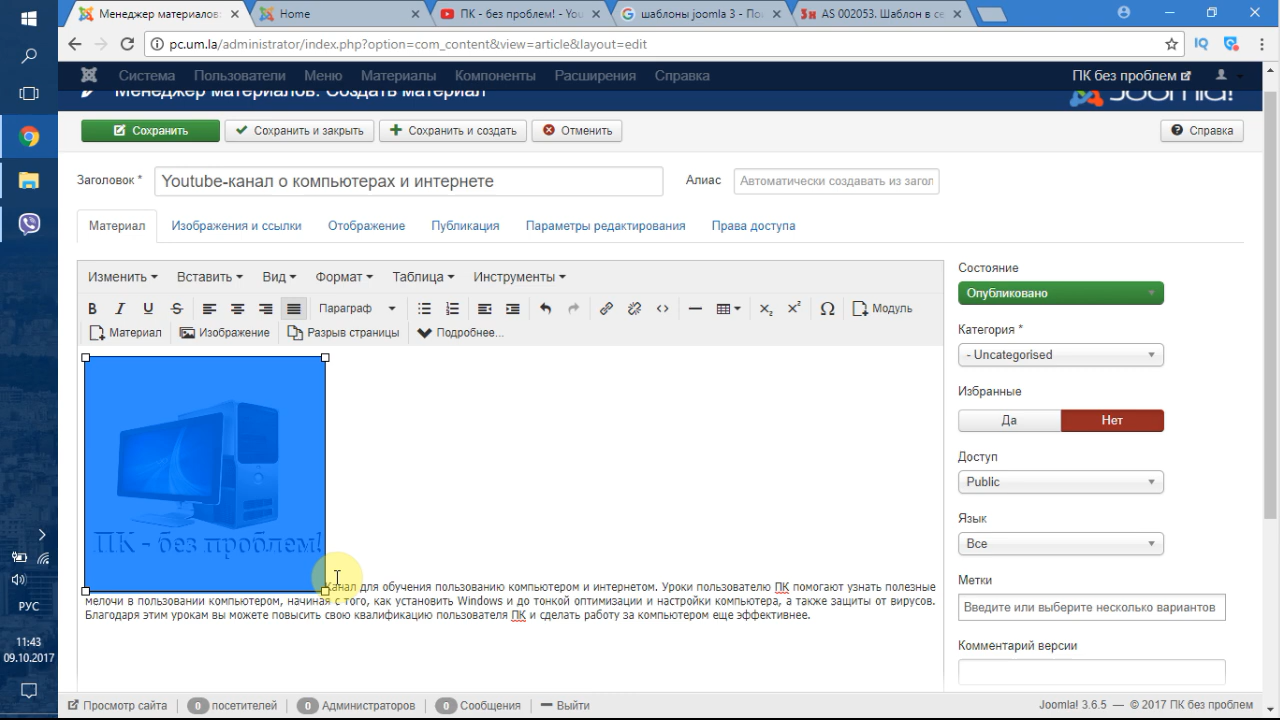 Менеджер материалов
Home
ПК - без проблем! - You
шаблоны joomla 3 - По
AS 002053. Шаблон в се
pc.um.la/administrator/index.php?option=com_content&view=article&layout=edit
Система Пользователи Меню Материалы Компоненты Расширения Справка ПК без проблем
Менеджер материалов: Создать материал Joomla!
Сохранить Сохранить и закрыть Сохранить и создать Отменить Справка
Заголовок * Youtube-канал о компьютерах и интернете Алиас Автоматически создавать из загол
Материал Изображения и ссылки Отображение Публикация Параметры редактирования Права доступа
Изменить Вставить Вид Формат Таблица Инструменты
Параграф Модуль
Материал Изображение Разрыв страницы Подробнее...
ПК - без проблем!
Канал для обучения пользованию компьютером и интернетом. Уроки пользователю ПК помогают узнать полезные
мелочи в пользовании компьютером, начиная с того, как установить Windows и до тонкой оптимизации и настройки компьютера, а также защиты от вирусов.
Благодаря этим урокам вы можете повысить свою квалификацию пользователя ПК и сделать работу за компьютером еще эффективнее.
Состояние
Опубликовано
Категория *
- Uncategorised
Избранные
Да Нет
Доступ
Public
Язык
Все
Метки
Введите или выберите несколько вариантов
Комментарий версии
Просмотр сайта 0 посетителей 0 Администраторов 0 Сообщения Выйти Joomla! 3.6.5 — © 2017 ПК без проблем
РУС
11:43
09.10.2017